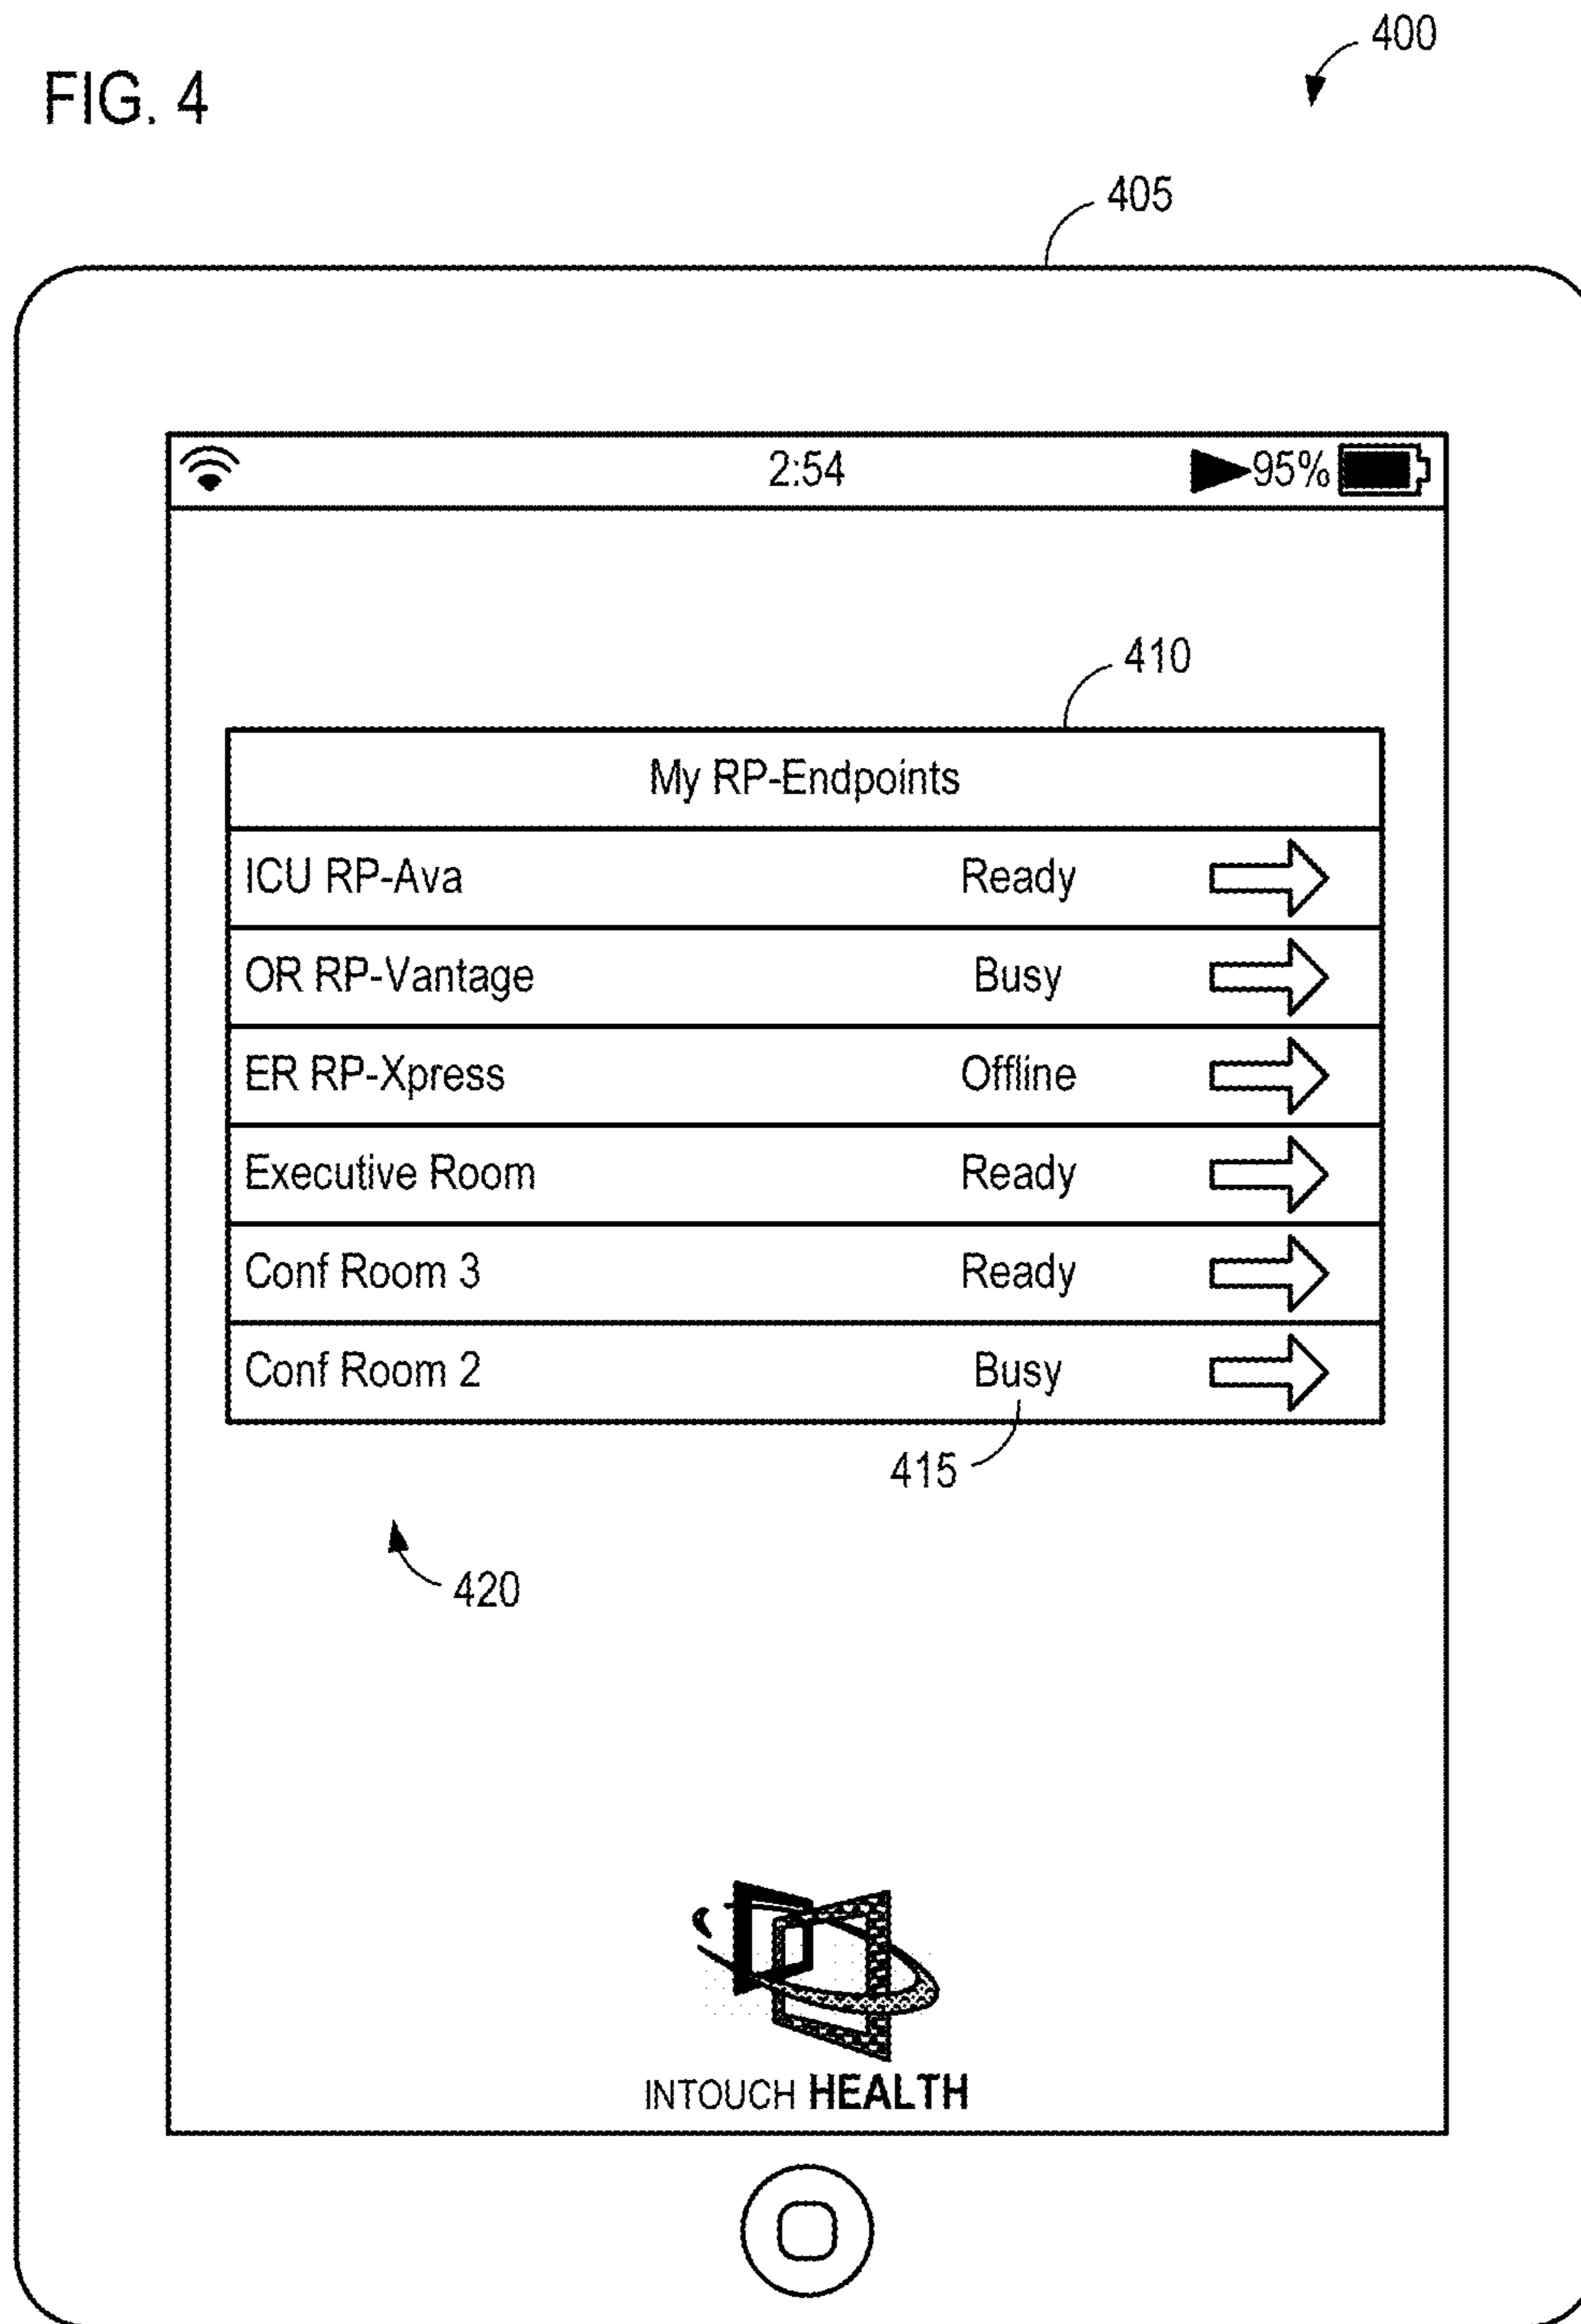 400
FIG. 4
405
2:54 95%
410
My RP-Endpoints
ICU RP-Ava Ready
OR RP-Vantage Busy
ER RP-Xpress Offline
Executive Room Ready
Conf Room 3 Ready
Conf Room 2 Busy
415
420
INTOUCH HEALTH